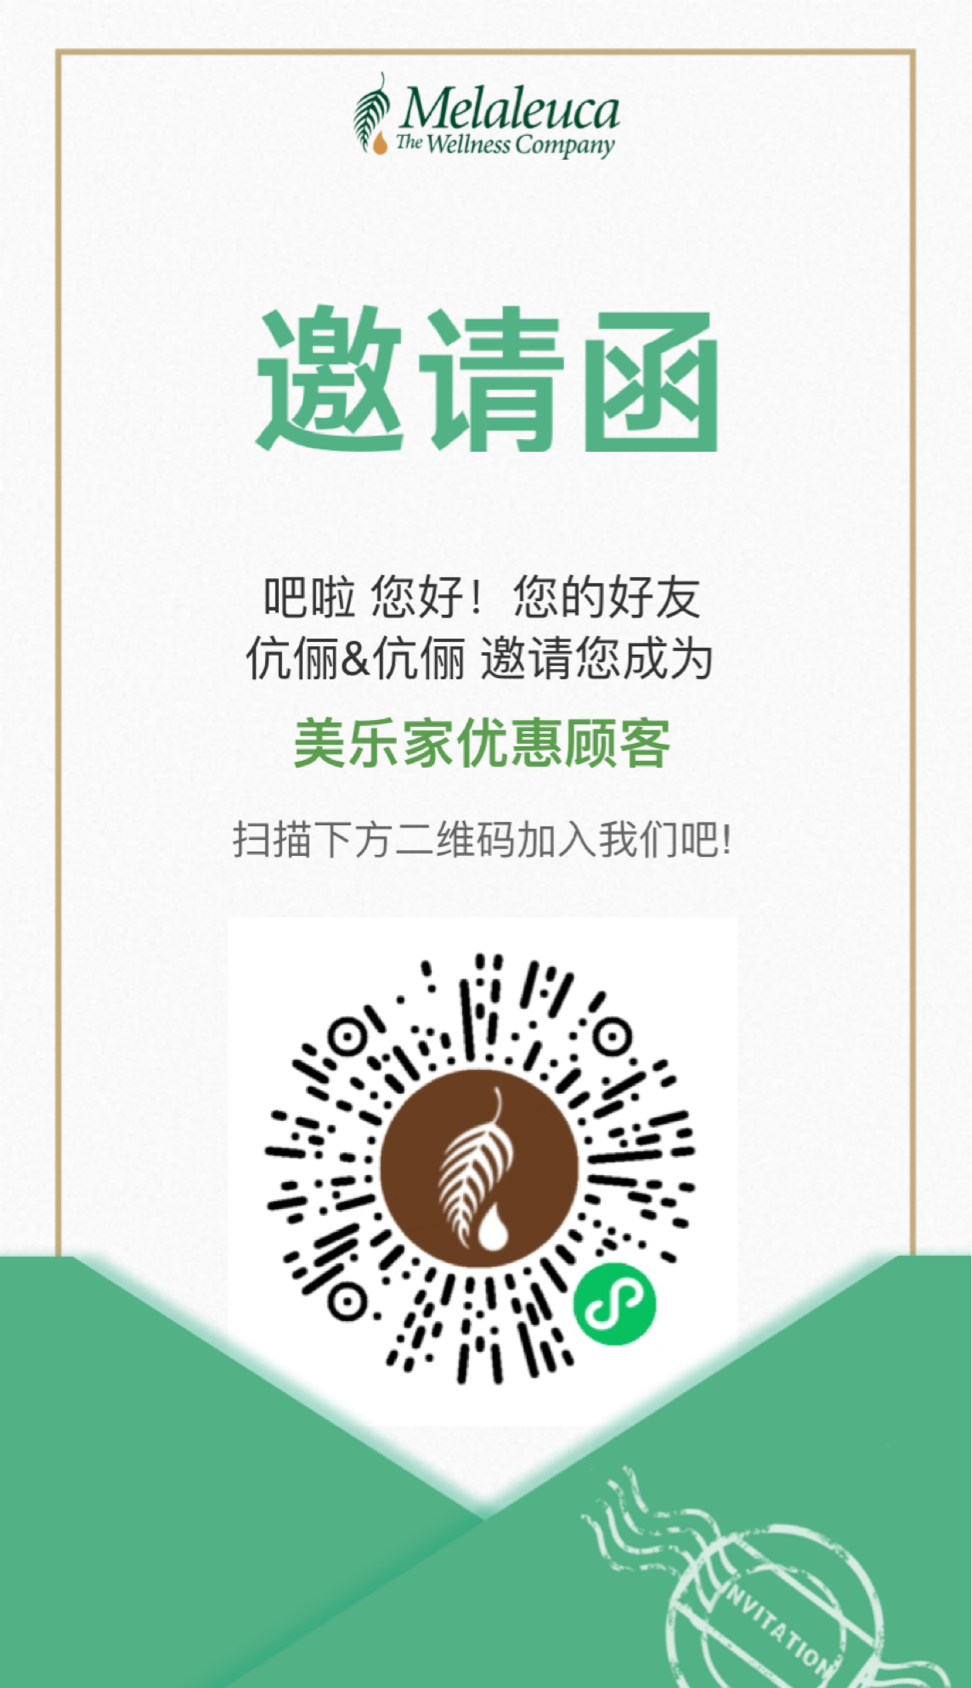 Melaleuca
The Wellness Company
邀请函
吧啦 您好！您的好友
伉俪&伉俪 邀请您成为
美乐家优惠顾客
扫描下方二维码加入我们吧!
INVITATION